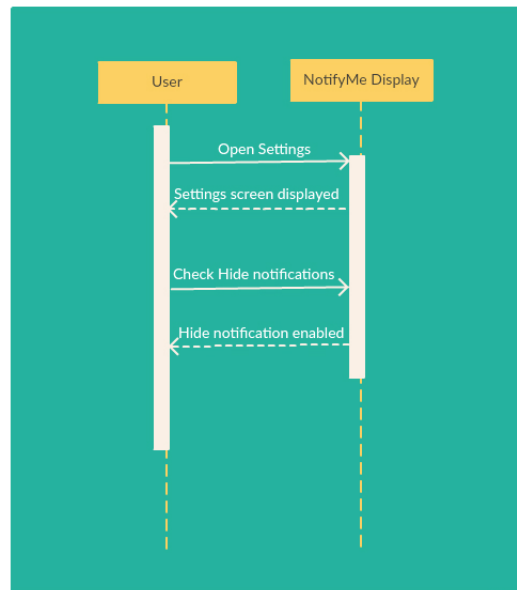 User
NotifyMe Display
Open Settings
Settings screen displayed
Check Hide notifications
Hide notification enabled